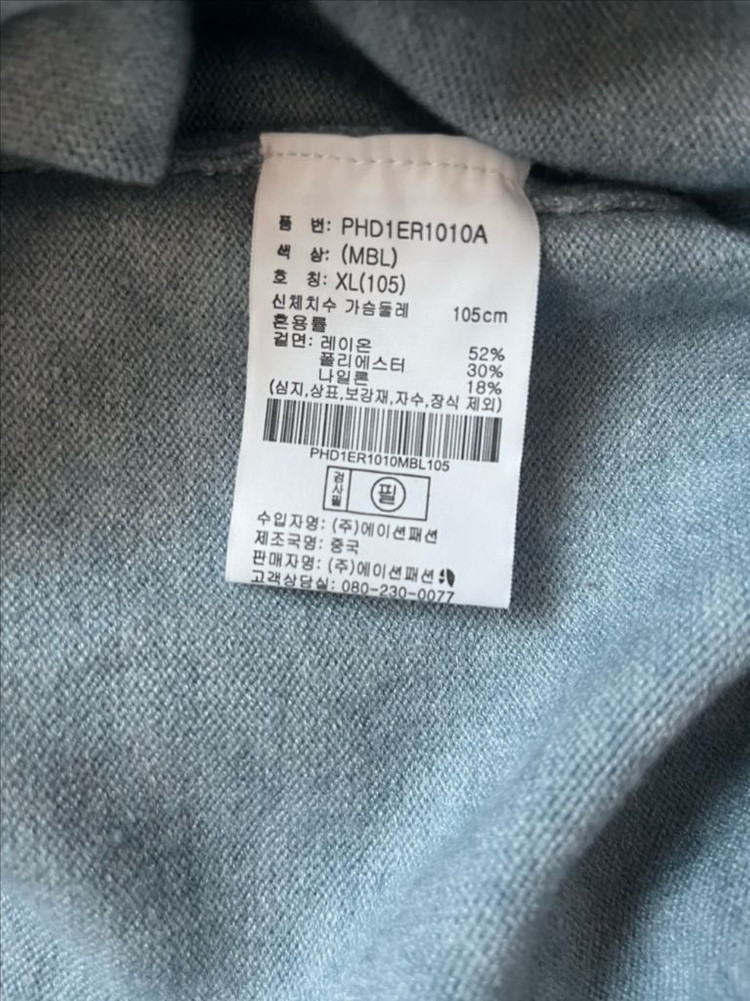 품 번: PHD1ER1010A
색 상: (MBL)
호 칭: XL(105)
신체치수 가슴둘레 105cm
혼용률
겉면: 레이온 52%
폴리에스터 30%
나일론 18%
(심지,상표,보강재,자수,장식 제외)
PHD1ER1010MBL105
검사필 필
수입자명: (주)에이션패션
제조국명: 중국
판매자명: (주)에이션패션
고객상담실: 080-230-0077